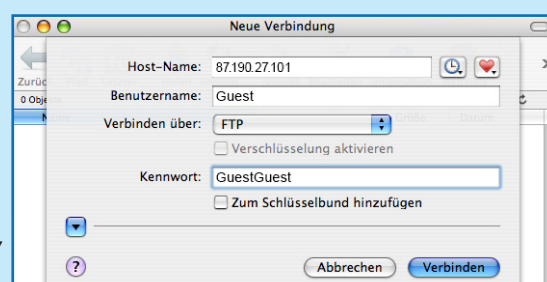 Neue Verbindung
Zurüc
Host-Name: 87.190.27.101
0 Obje
Benutzername: Guest
Verbinden über: FTP
Größe Datum
Verschlüsselung aktivieren
Kennwort: GuestGuest
Zum Schlüsselbund hinzufügen
? Abbrechen Verbinden